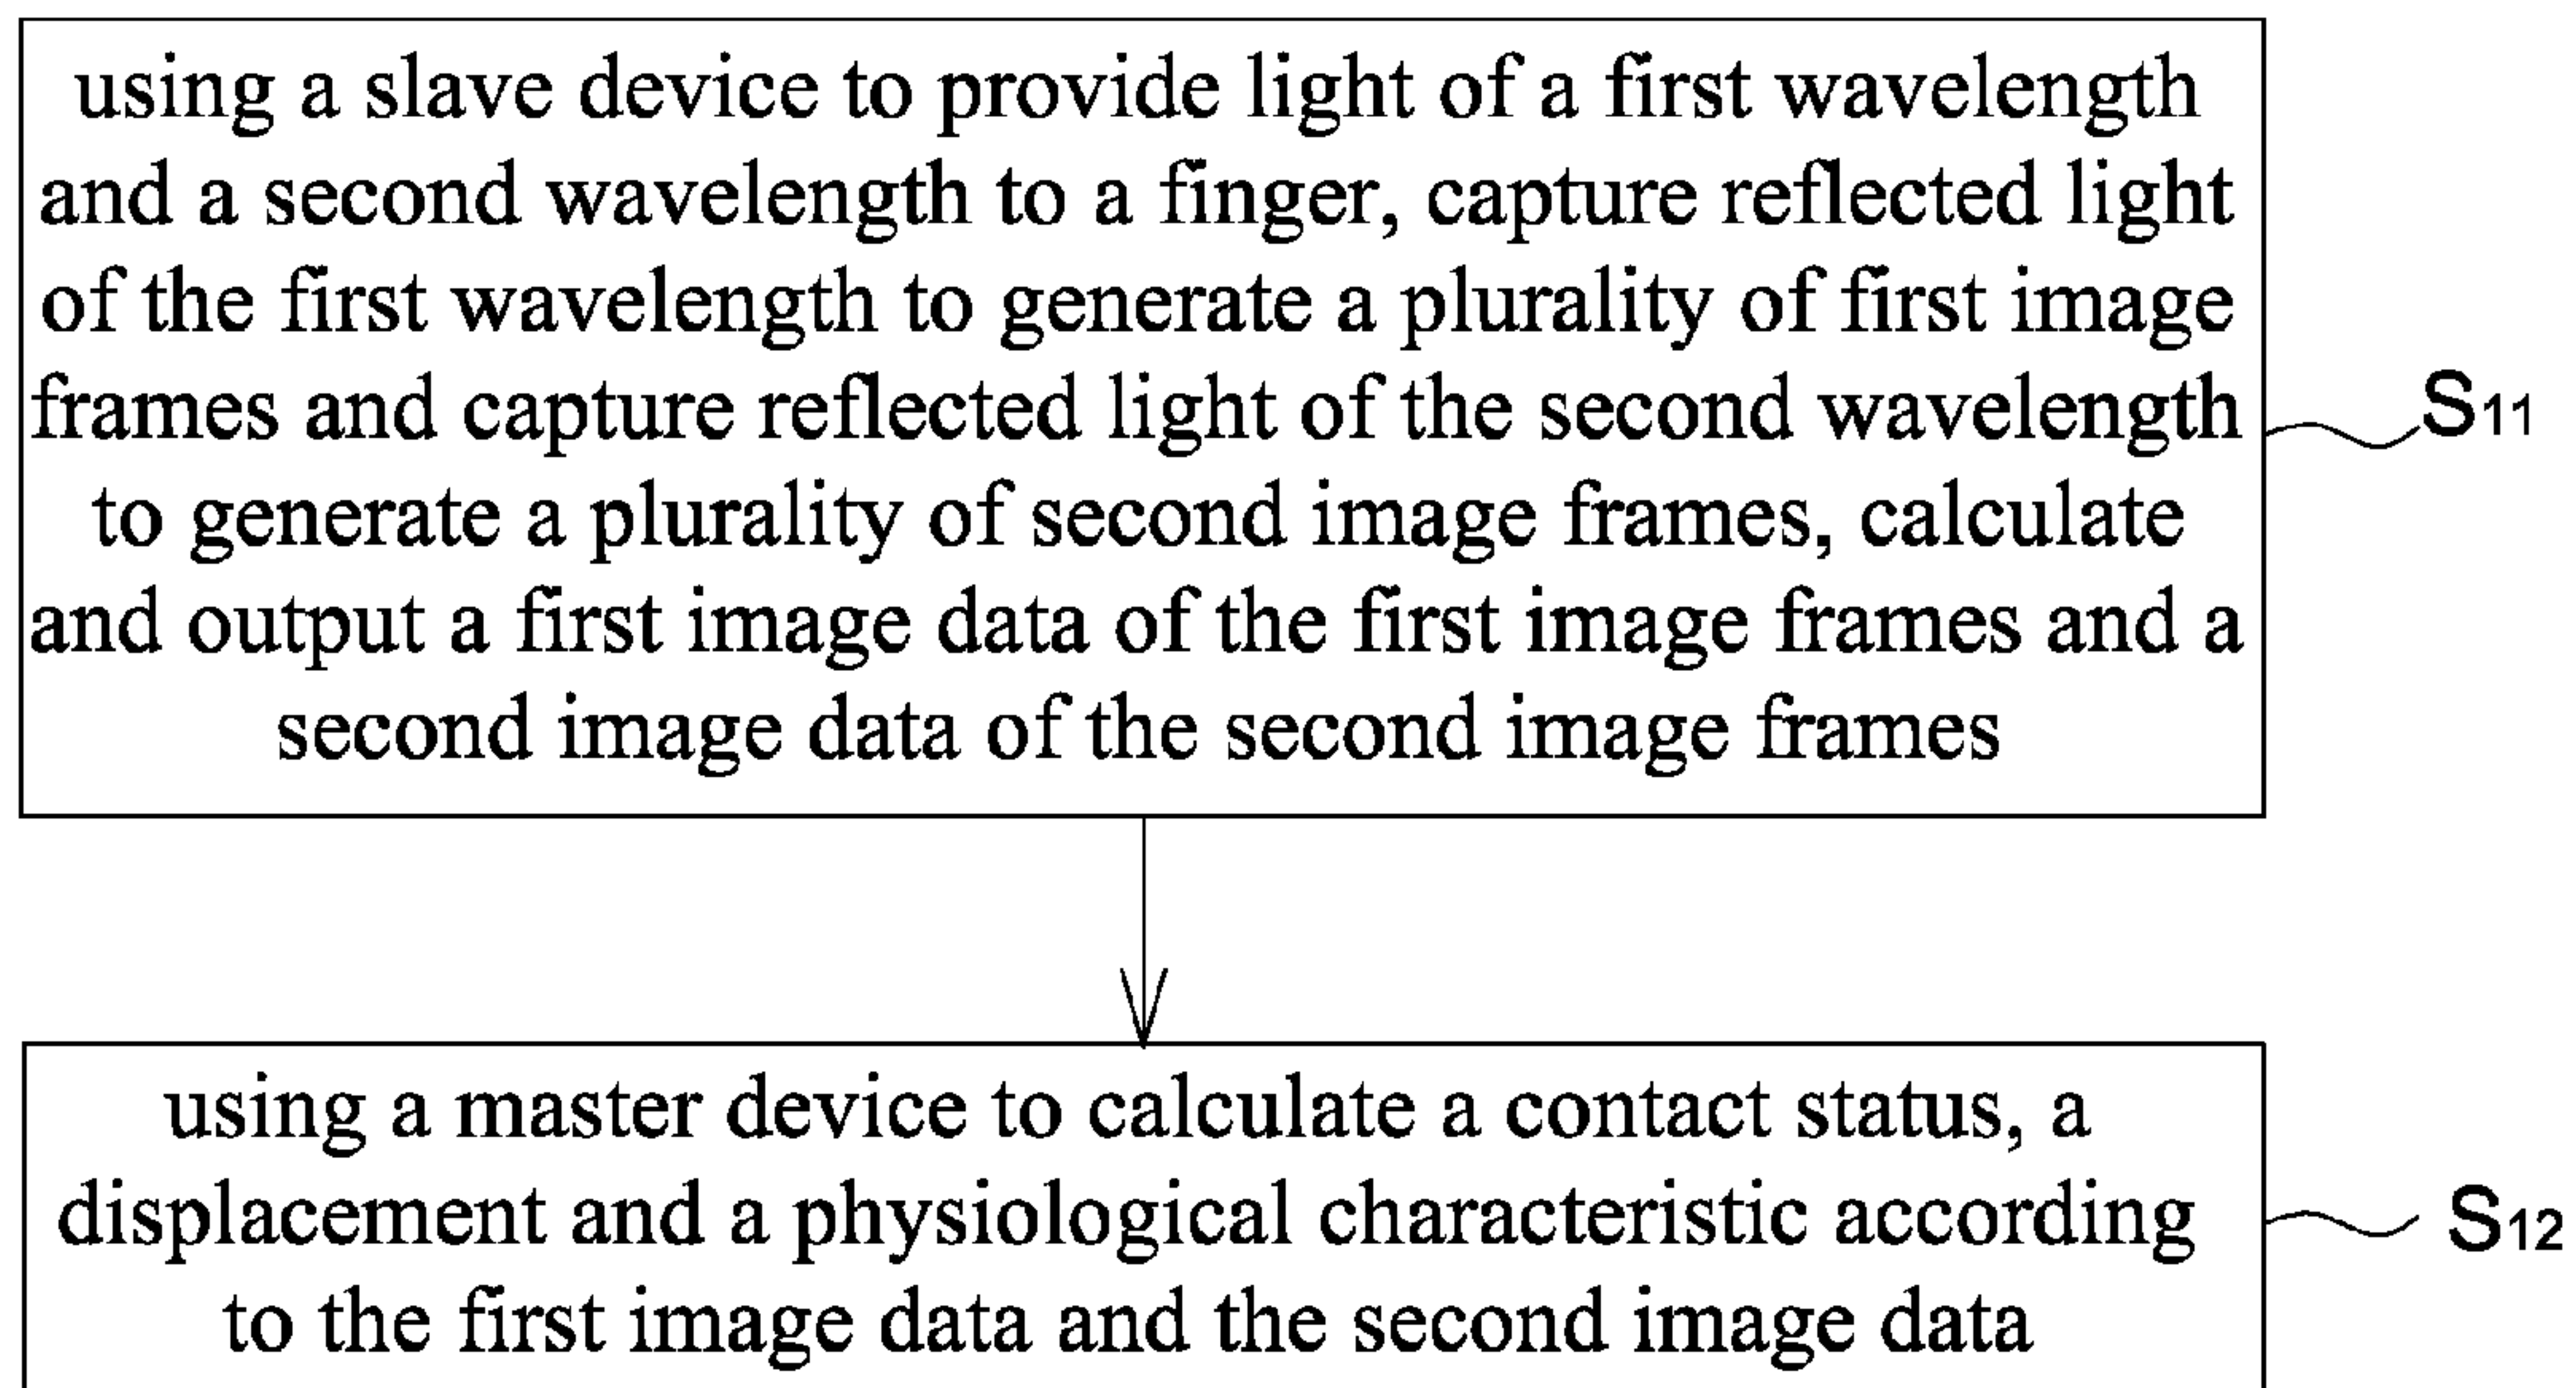 using a slave device to provide light of a first wavelength
and a second wavelength to a finger, capture reflected light
of the first wavelength to generate a plurality of first image
frames and capture reflected light of the second wavelength
to generate a plurality of second image frames, calculate
and output a first image data of the first image frames and a
second image data of the second image frames
S11
using a master device to calculate a contact status, a
displacement and a physiological characteristic according
to the first image data and the second image data
S12